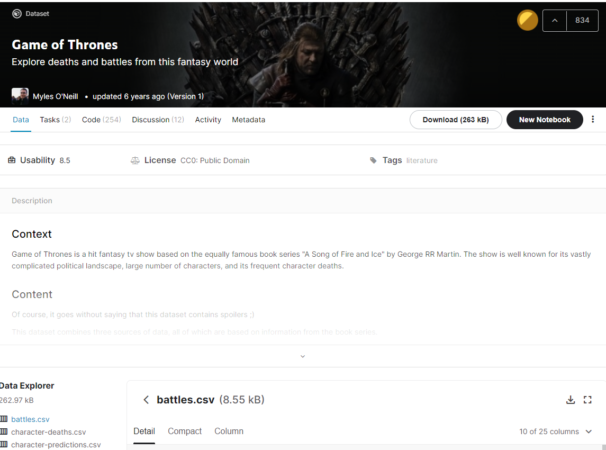 Dataset
834
Game of Thrones
Explore deaths and battles from this fantasy world
Myles O'Neill • updated 6 years ago (Version 1)
Data Tasks (2) Code (254) Discussion (12) Activity Metadata Download (263 kB) New Notebook
Usability 8.5 License CC0: Public Domain Tags literature
Description
Context
Game of Thrones is a hit fantasy tv show based on the equally famous book series "A Song of Fire and Ice" by George RR Martin. The show is well known for its vastly
complicated political landscape, large number of characters, and its frequent character deaths.
Content
Of course, it goes without saying that this dataset contains spoilers ;)
This dataset combines three sources of data, all of which are based on information from the book series.
Data Explorer
262.97 kB
battles.csv (8.55 kB)
battles.csv
character-deaths.csv
character-predictions.csv
Detail Compact Column 10 of 25 columns